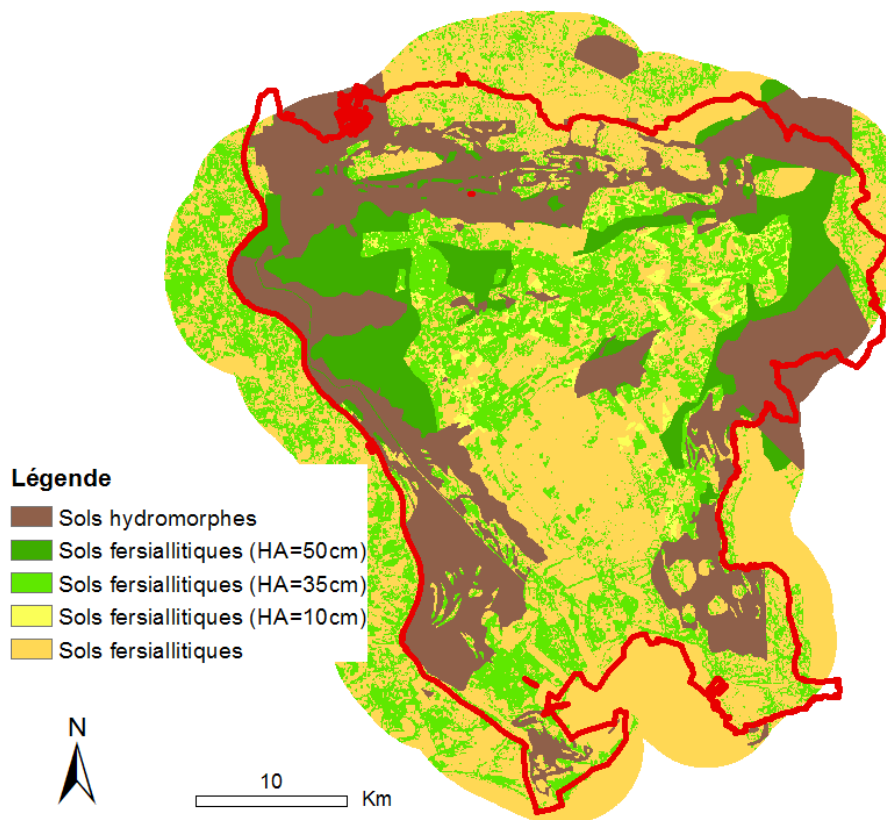 Légende
Sols hydromorphes
Sols fersiallitiques (HA=50cm)
Sols fersiallitiques (HA=35cm)
Sols fersiallitiques (HA=10cm)
Sols fersiallitiques
N
10
Km